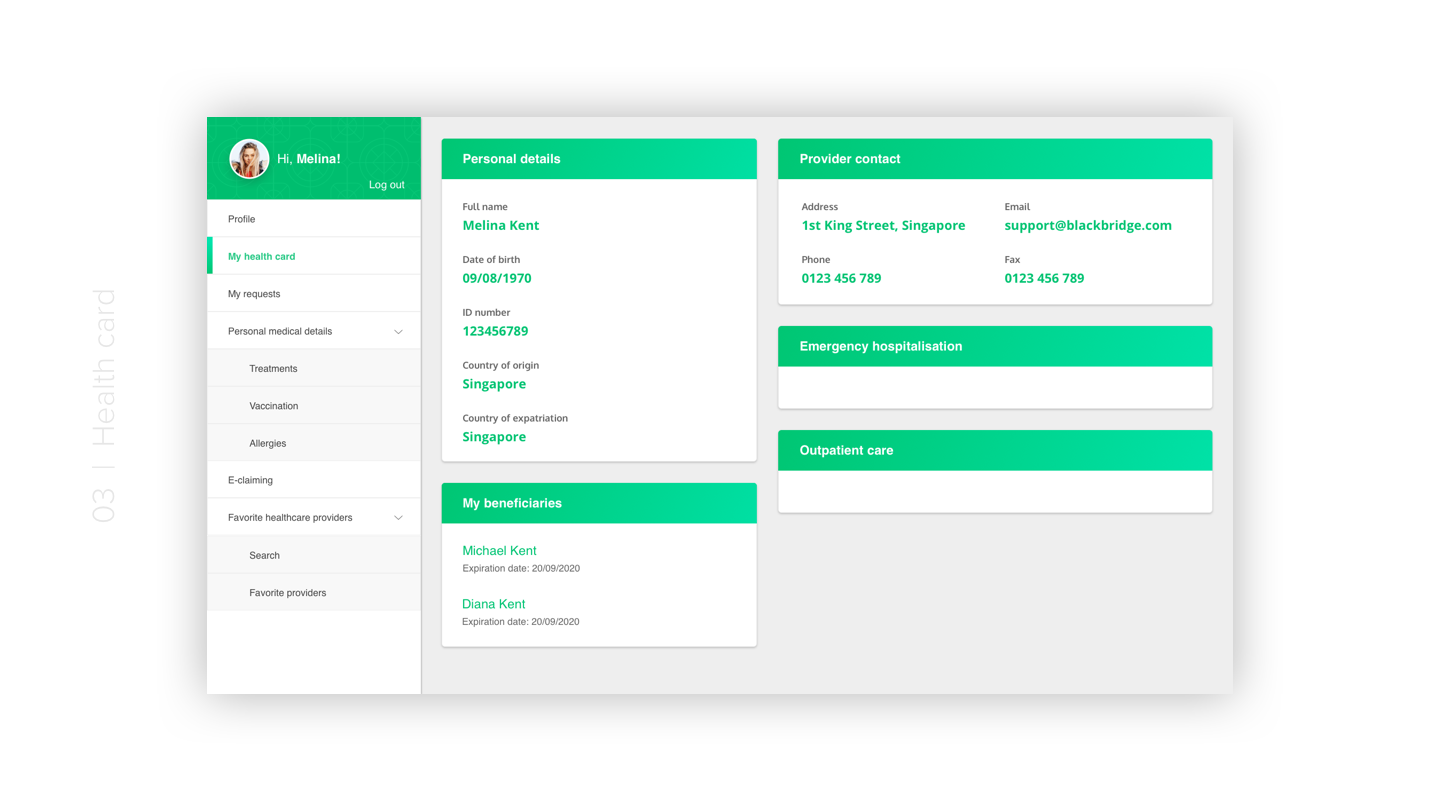 03 | Health card
Hi, Melina!
Log out
Profile
My health card
My requests
Personal medical details
Treatments
Vaccination
Allergies
E-claiming
Favorite healthcare providers
Search
Favorite providers
Personal details
Full name
Melina Kent
Date of birth
09/08/1970
ID number
123456789
Country of origin
Singapore
Country of expatriation
Singapore
My beneficiaries
Michael Kent
Expiration date: 20/09/2020
Diana Kent
Expiration date: 20/09/2020
Provider contact
Address
1st King Street, Singapore
Email
support@blackbridge.com
Phone
0123 456 789
Fax
0123 456 789
Emergency hospitalisation
Outpatient care